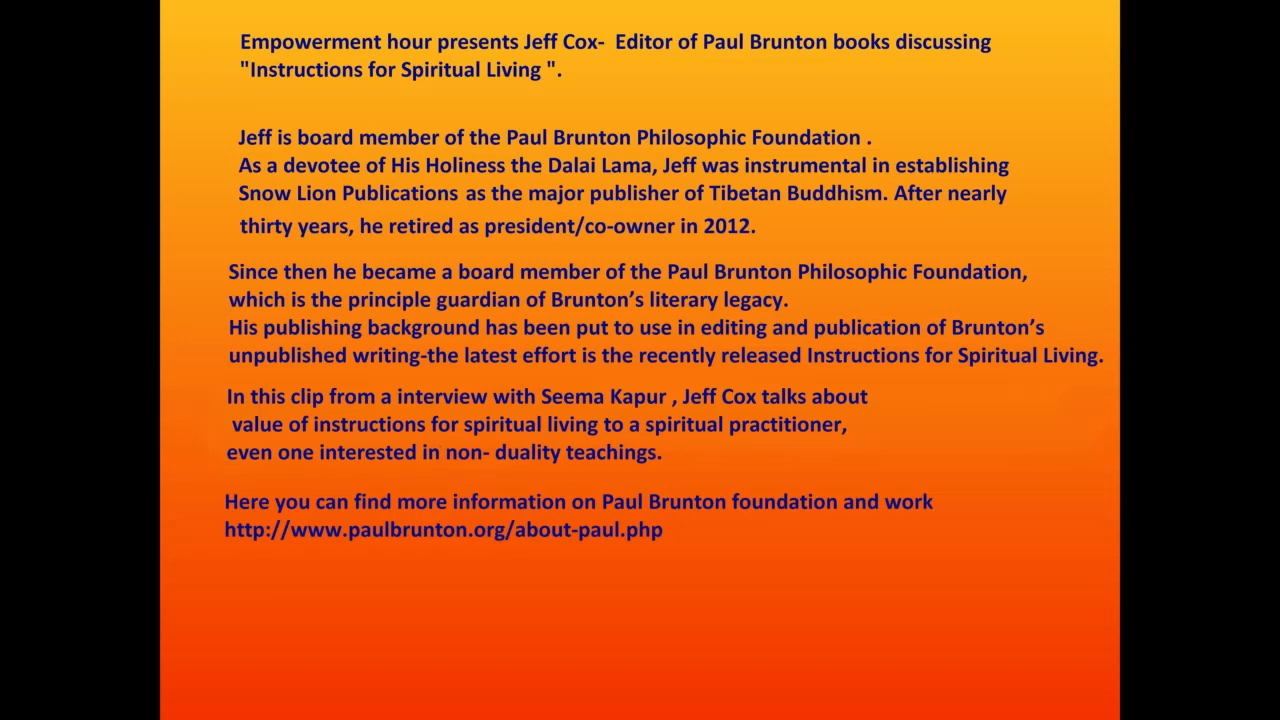 Empowerment hour presents Jeff Cox-  Editor of Paul Brunton books discussing
"Instructions for Spiritual Living ".
Jeff is board member of the Paul Brunton Philosophic Foundation .
As a devotee of His Holiness the Dalai Lama, Jeff was instrumental in establishing
Snow Lion Publications as the major publisher of Tibetan Buddhism. After nearly
thirty years, he retired as president/co-owner in 2012.
Since then he became a board member of the Paul Brunton Philosophic Foundation,
which is the principle guardian of Brunton’s literary legacy.
His publishing background has been put to use in editing and publication of Brunton’s
unpublished writing-the latest effort is the recently released Instructions for Spiritual Living.
In this clip from a interview with Seema Kapur , Jeff Cox talks about
value of instructions for spiritual living to a spiritual practitioner,
even one interested in non- duality teachings.
Here you can find more information on Paul Brunton foundation and work
http://www.paulbrunton.org/about-paul.php